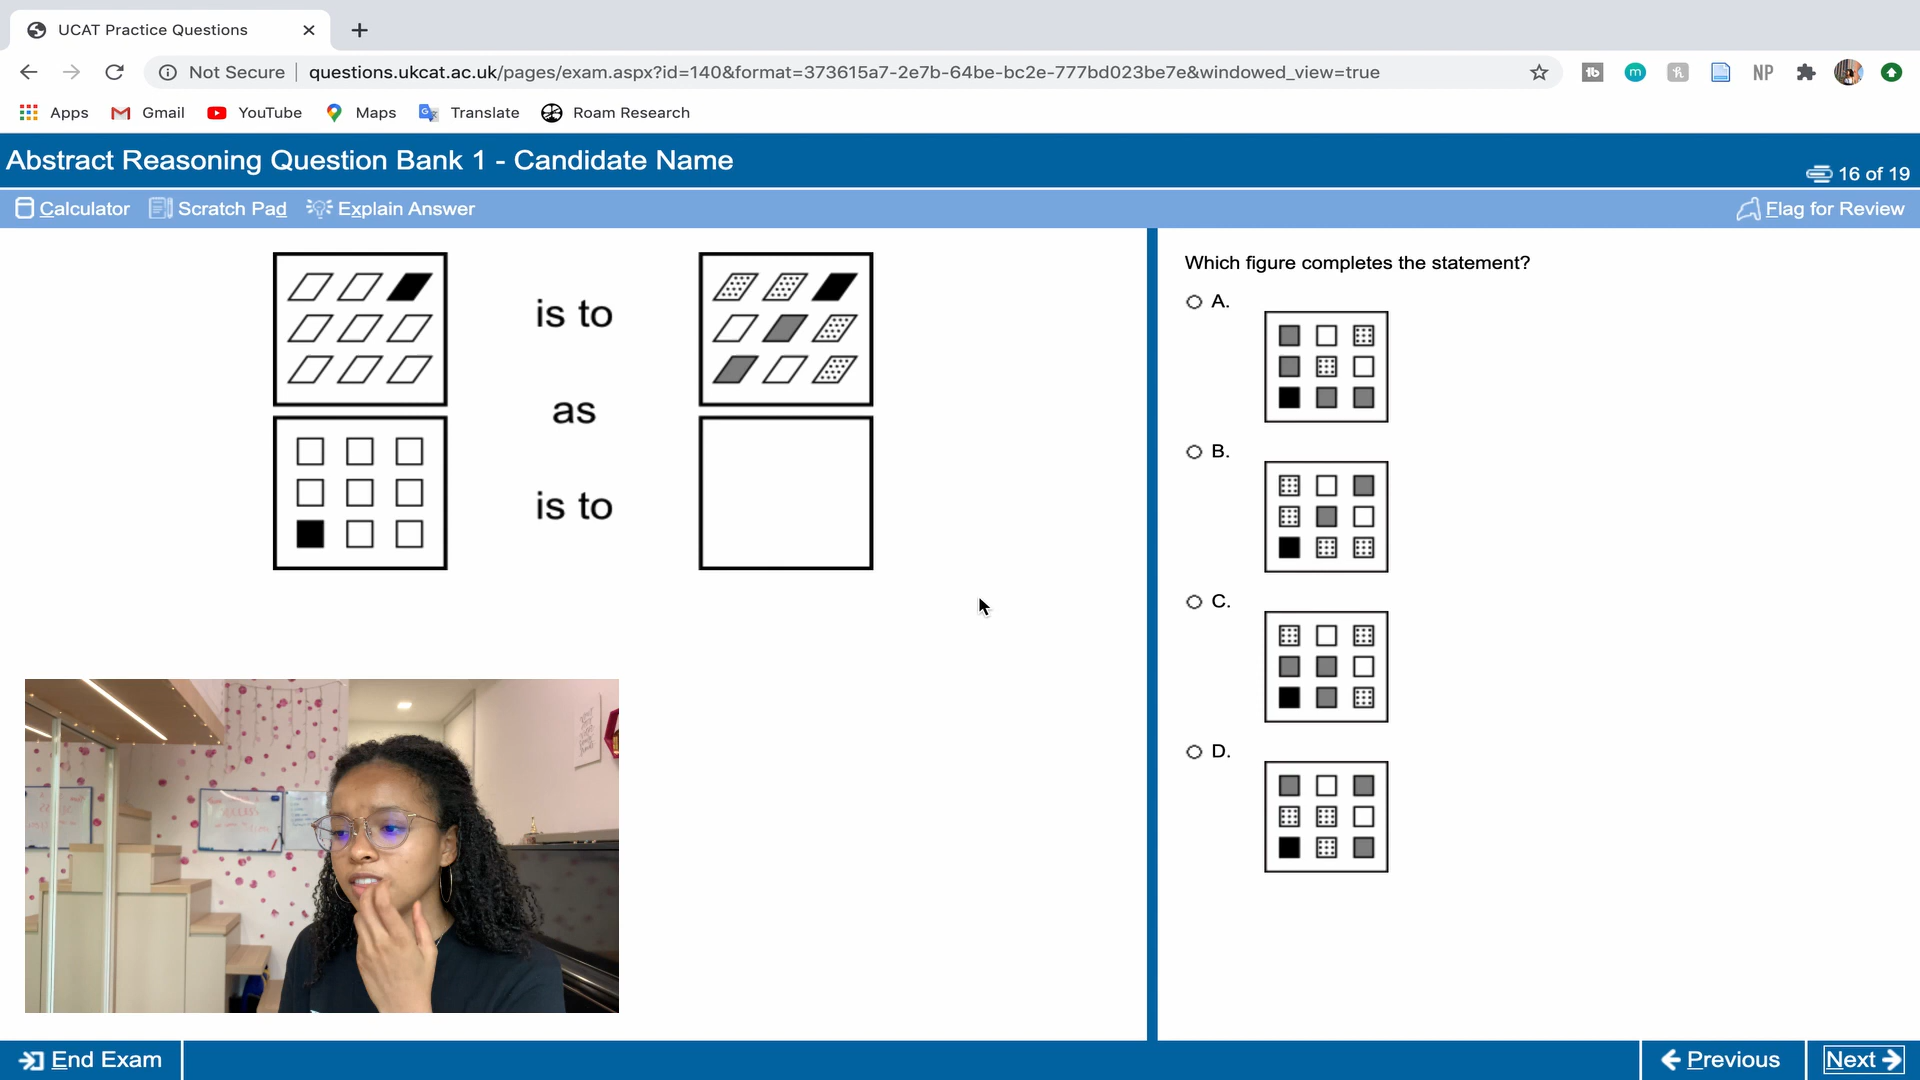 UCAT Practice Questions
Not Secure questions.ukcat.ac.uk/pages/exam.aspx?id=140&format=373615a7-2e7b-64be-bc2e-777bd023be7e&windowed_view=true
NP
Apps Gmail YouTube Maps Translate Roam Research
Abstract Reasoning Question Bank 1 - Candidate Name
16 of 19
Calculator Scratch Pad Explain Answer Flag for Review
is to
as
is to
Which figure completes the statement?
A.
B.
C.
D.
End Exam Previous Next